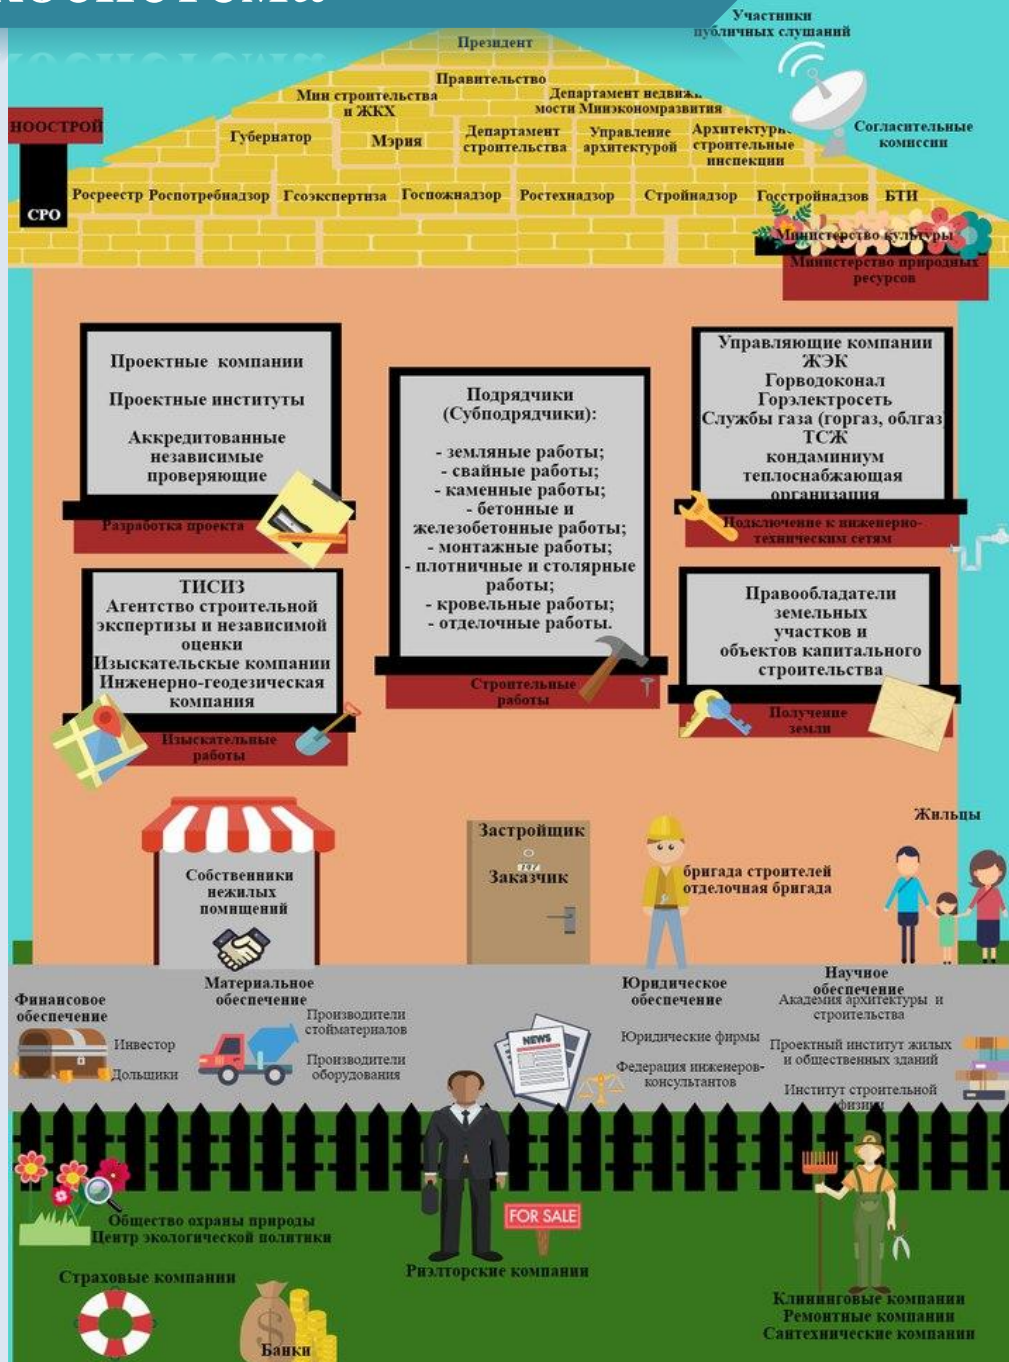 Участники
публичных слушаний
Президент
Правительство
Мин строительства
и ЖКХ
Департамент
мости Минэкономразвития
НООСТРОЙ
Губернатор
Мэрия
Департамент
строительства
Управление
архитектурой
строительные
инспекции
Согласительные
комиссии
СРО
Росреестр
Роспотребнадзор
Гсоэкспертиза
Госпожнадзор
Ростехнадзор
Стройнадзор
Госстройнадзов
БТИ
Министерство культуры
Министерство природных
ресурсов
Проектные компании
Проектные институты
Аккредитованные
независимые
проверяющие
Разработка проекта
Подрядчики
(Субподрядчики):
- земляные работы;
- свайные работы;
- каменные работы;
- бетонные и
железобетонные работы;
- монтажные работы;
- плотничные и столярные
работы;
- кровельные работы;
- отделочные работы.
Строительные
работы
Управляющие компании
ЖЭК
Горводоконал
Горэлектросеть
Службы газа (горгаз, облгаз)
ТСЖ
кондаминиум
теплоснабжающая
организация
Подключение к инженерно-
техническим сетям
ТИСИЗ
Агентство строительной
экспертизы и независимой
оценки
Изыскательскые компании
Инженерно-геодезическая
компания
Изыскательные
работы
Правообладатели
земельных
участков и
объектов капитального
строительства
Получение
земли
Собственники
нежилых
помищений
Застройщик
Заказчик
бригада строителей
отделочная бригада
Жильцы
Финансовое
обеспечение
Инвестор
Дольщики
Материальное
обеспечение
Производители
стойматериалов
Производители
оборудования
NEWS
Юридическое
обеспечение
Юридические фирмы
Федерация инженеров-
консультантов
Научное
обеспечение
Академия архитектуры и
строительства
Проектный институт жилых
и общественных зданий
Институт строительной
физики
Общество охраны природы
Центр экологической политики
Страховые компании
$
Банки
FOR SALE
Риэлторские компании
Клининговые компании
Ремонтные компании
Сантехнические компании